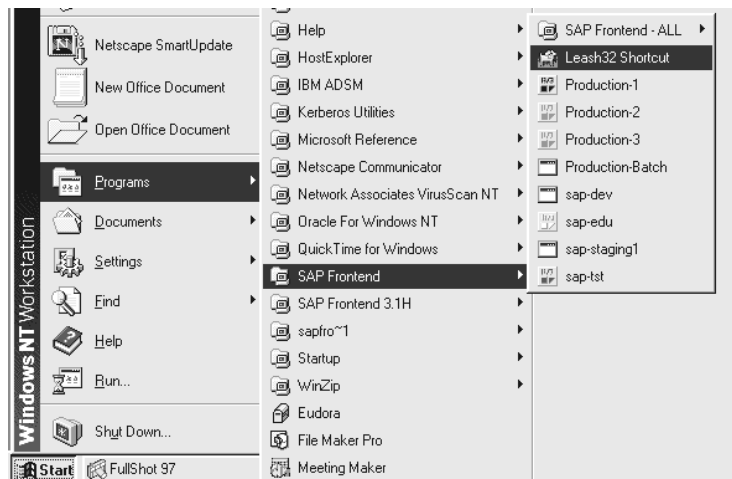 Netscape SmartUpdate
New Office Document
Open Office Document
Programs
Documents
Settings
Find
Help
Run...
Shut Down...
Windows NT Workstation
Start
FullShot 97
Help
HostExplorer
IBM ADSM
Kerberos Utilities
Microsoft Reference
Netscape Communicator
Network Associates VirusScan NT
Oracle For Windows NT
QuickTime for Windows
SAP Frontend
SAP Frontend 3.1H
sapfro~1
Startup
WinZip
Eudora
File Maker Pro
Meeting Maker
SAP Frontend - ALL
Leash32 Shortcut
Production-1
Production-2
Production-3
Production-Batch
sap-dev
sap-edu
sap-staging1
sap-tst